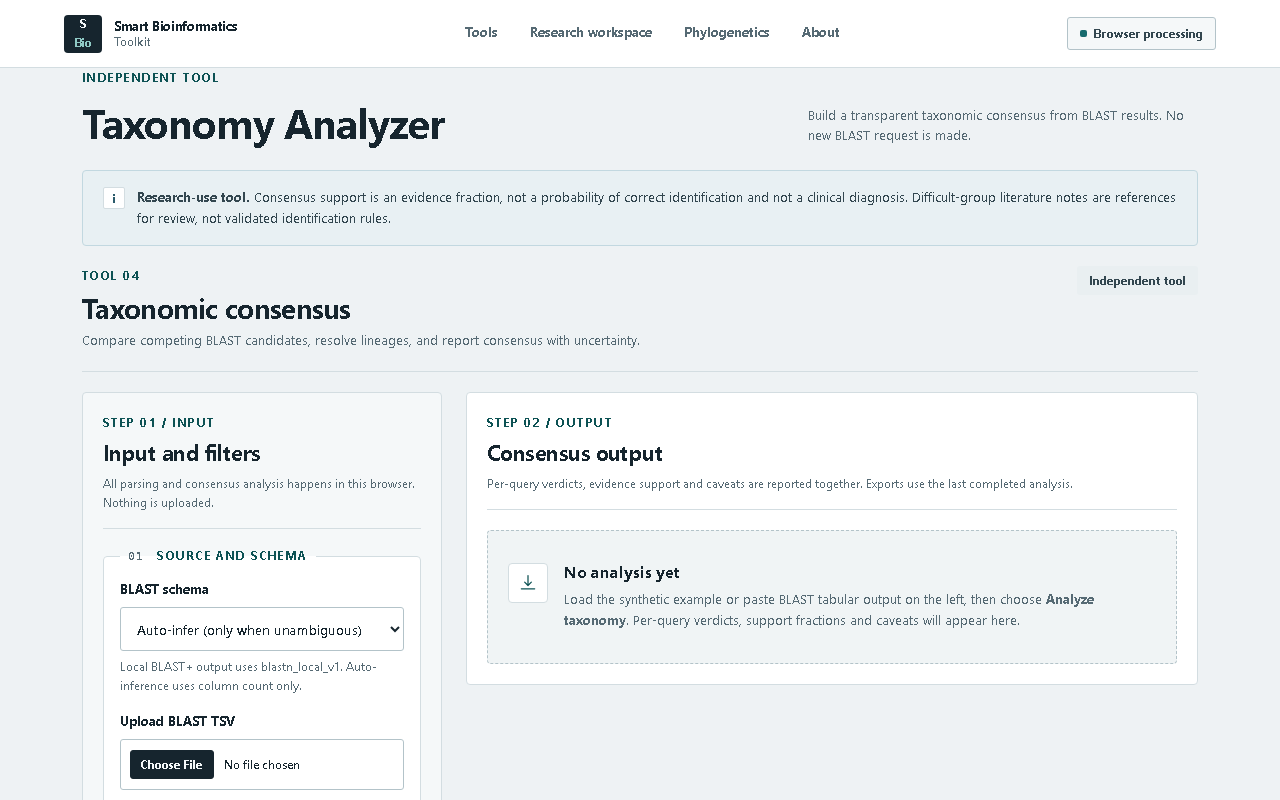 S
Bio
Smart Bioinformatics
Toolkit
Tools
Research workspace
Phylogenetics
About
Browser processing
INDEPENDENT TOOL
Taxonomy Analyzer
Build a transparent taxonomic consensus from BLAST results. No
new BLAST request is made.
i
Research-use tool. Consensus support is an evidence fraction, not a probability of correct identification and not a clinical diagnosis. Difficult-group literature notes are references
for review, not validated identification rules.
TOOL 04
Independent tool
Taxonomic consensus
Compare competing BLAST candidates, resolve lineages, and report consensus with uncertainty.
STEP 01 / INPUT
Input and filters
All parsing and consensus analysis happens in this browser.
Nothing is uploaded.
01 SOURCE AND SCHEMA
BLAST schema
Auto-infer (only when unambiguous)
Local BLAST+ output uses blastn_local_v1. Auto-
inference uses column count only.
Upload BLAST TSV
Choose File No file chosen
STEP 02 / OUTPUT
Consensus output
Per-query verdicts, evidence support and caveats are reported together. Exports use the last completed analysis.
No analysis yet
Load the synthetic example or paste BLAST tabular output on the left, then choose Analyze
taxonomy. Per-query verdicts, support fractions and caveats will appear here.